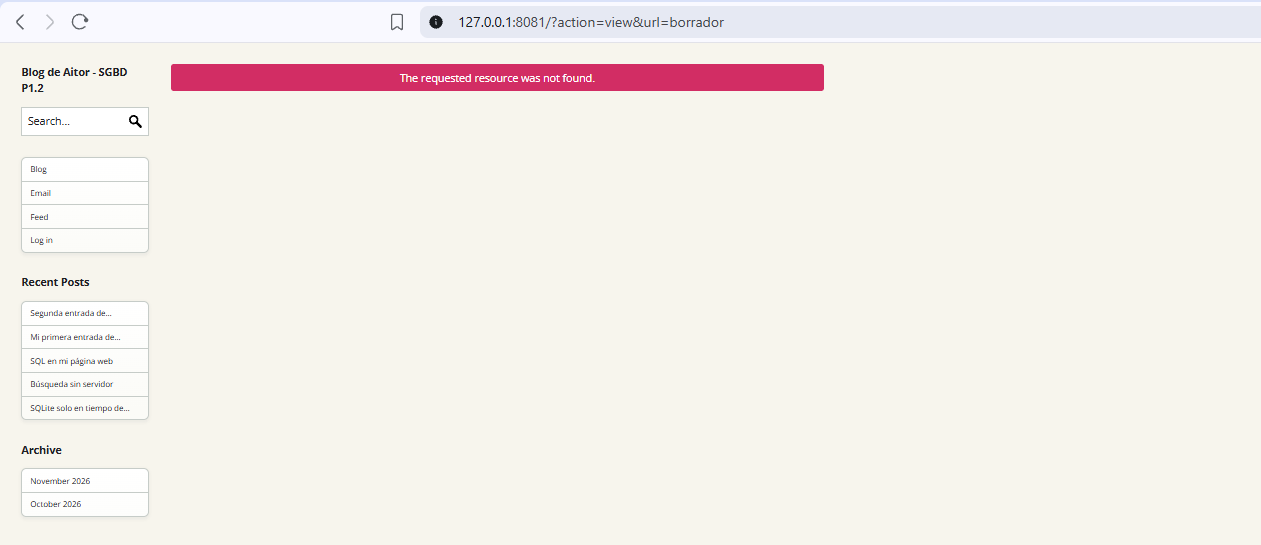 127.0.0.1:8081/?action=view&url=borrador
Blog de Aitor - SGBD
P1.2
The requested resource was not found.
Search...
Blog
Email
Feed
Log in
Recent Posts
Segunda entrada de...
Mi primera entrada de...
SQL en mi página web
Búsqueda sin servidor
SQLite solo en tiempo de...
Archive
November 2026
October 2026